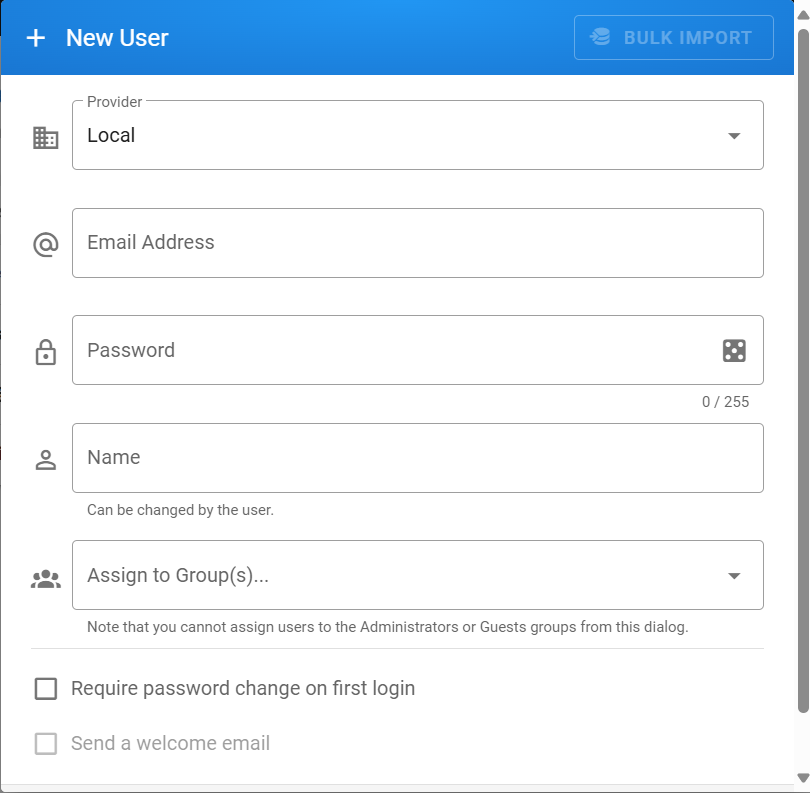 New User
BULK IMPORT
Provider
Local
Email Address
Password
0 / 255
Name
Can be changed by the user.
Assign to Group(s)...
Note that you cannot assign users to the Administrators or Guests groups from this dialog.
Require password change on first login
Send a welcome email